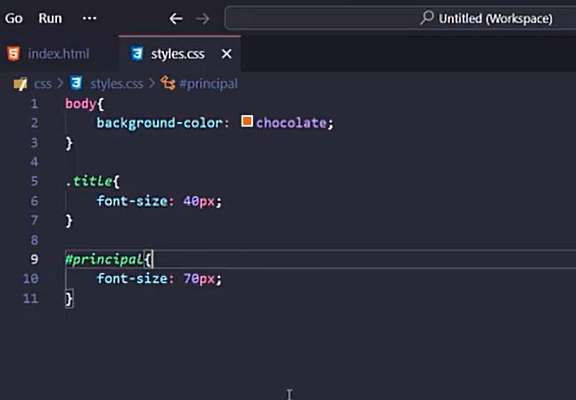 Go Run ··· Untitled (Workspace)
index.html styles.css
css > styles.css > #principal
1 body{
2 background-color: chocolate;
3 }
4
5 .title{
6 font-size: 40px;
7 }
8
9 #principal{
10 font-size: 70px;
11 }